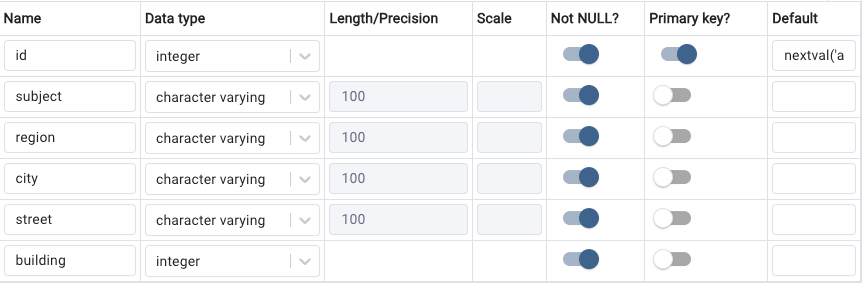 Name Data type Length/Precision Scale Not NULL? Primary key? Default
id integer nextval('a
subject character varying 100
region character varying 100
city character varying 100
street character varying 100
building integer